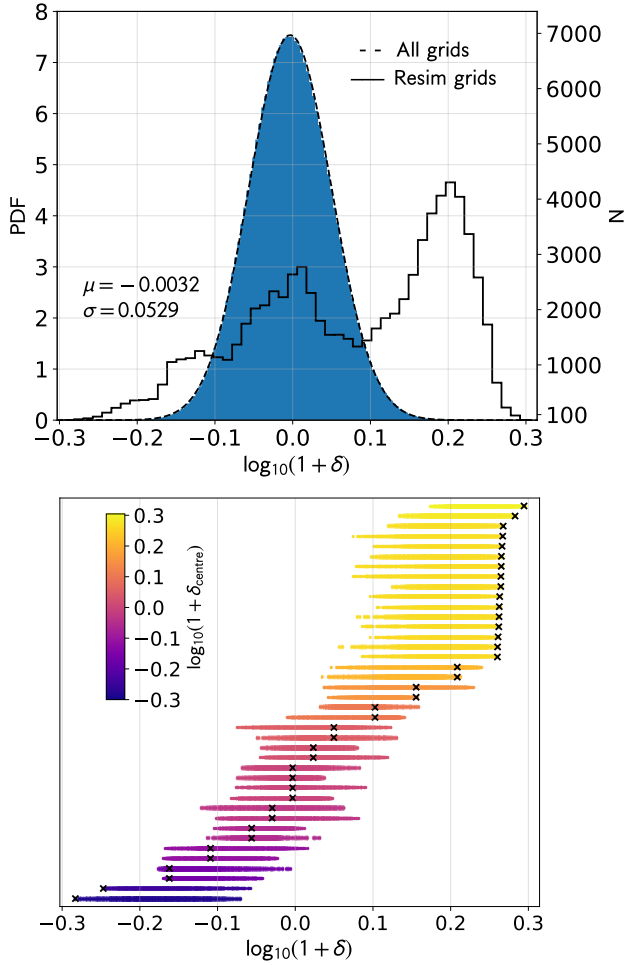 8
7
6
5
4
3
2
1
0
PDF
7000
6000
5000
4000
3000
2000
1000
100
N
All grids
Resim grids
μ = −0.0032
σ = 0.0529
−0.3 −0.2 −0.1 0.0 0.1 0.2 0.3
log₁₀(1 + δ)
0.3
0.2
0.1
0.0
−0.1
−0.2
−0.3
log₁₀(1 + δ_centre)
−0.3 −0.2 −0.1 0.0 0.1 0.2 0.3
log₁₀(1 + δ)